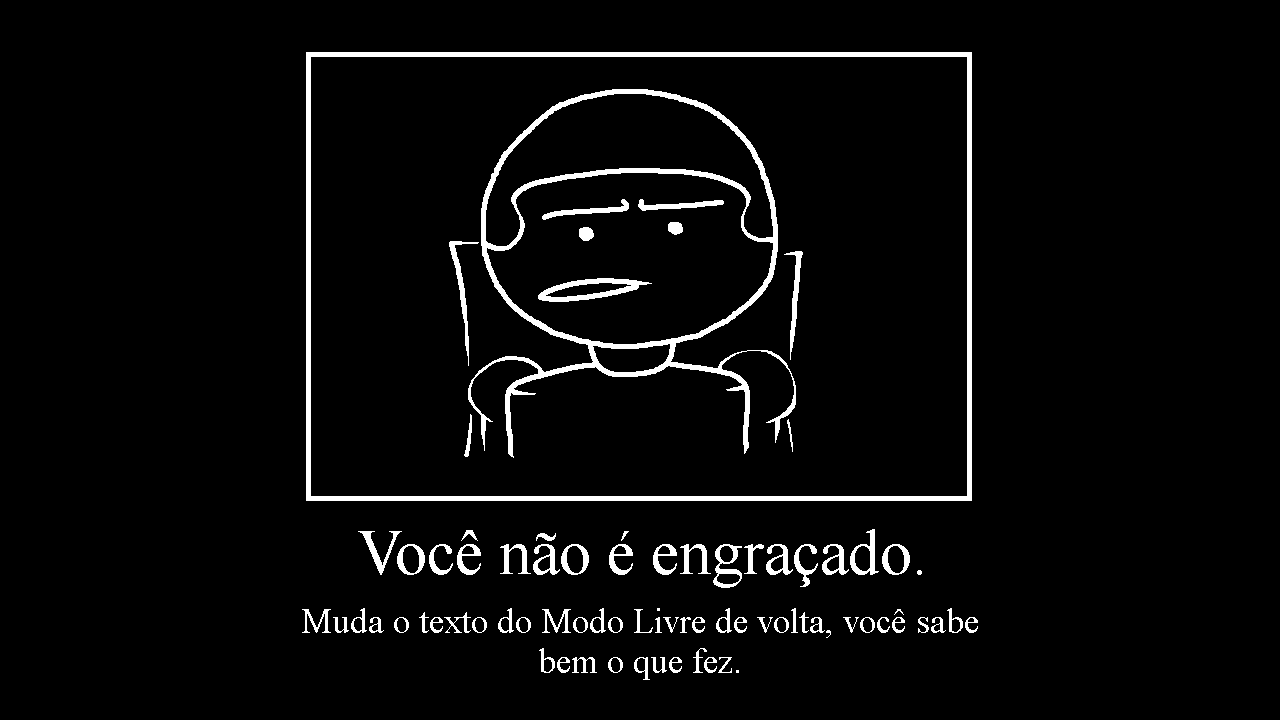 Você não é engraçado.
Muda o texto do Modo Livre de volta, você sabe
bem o que fez.